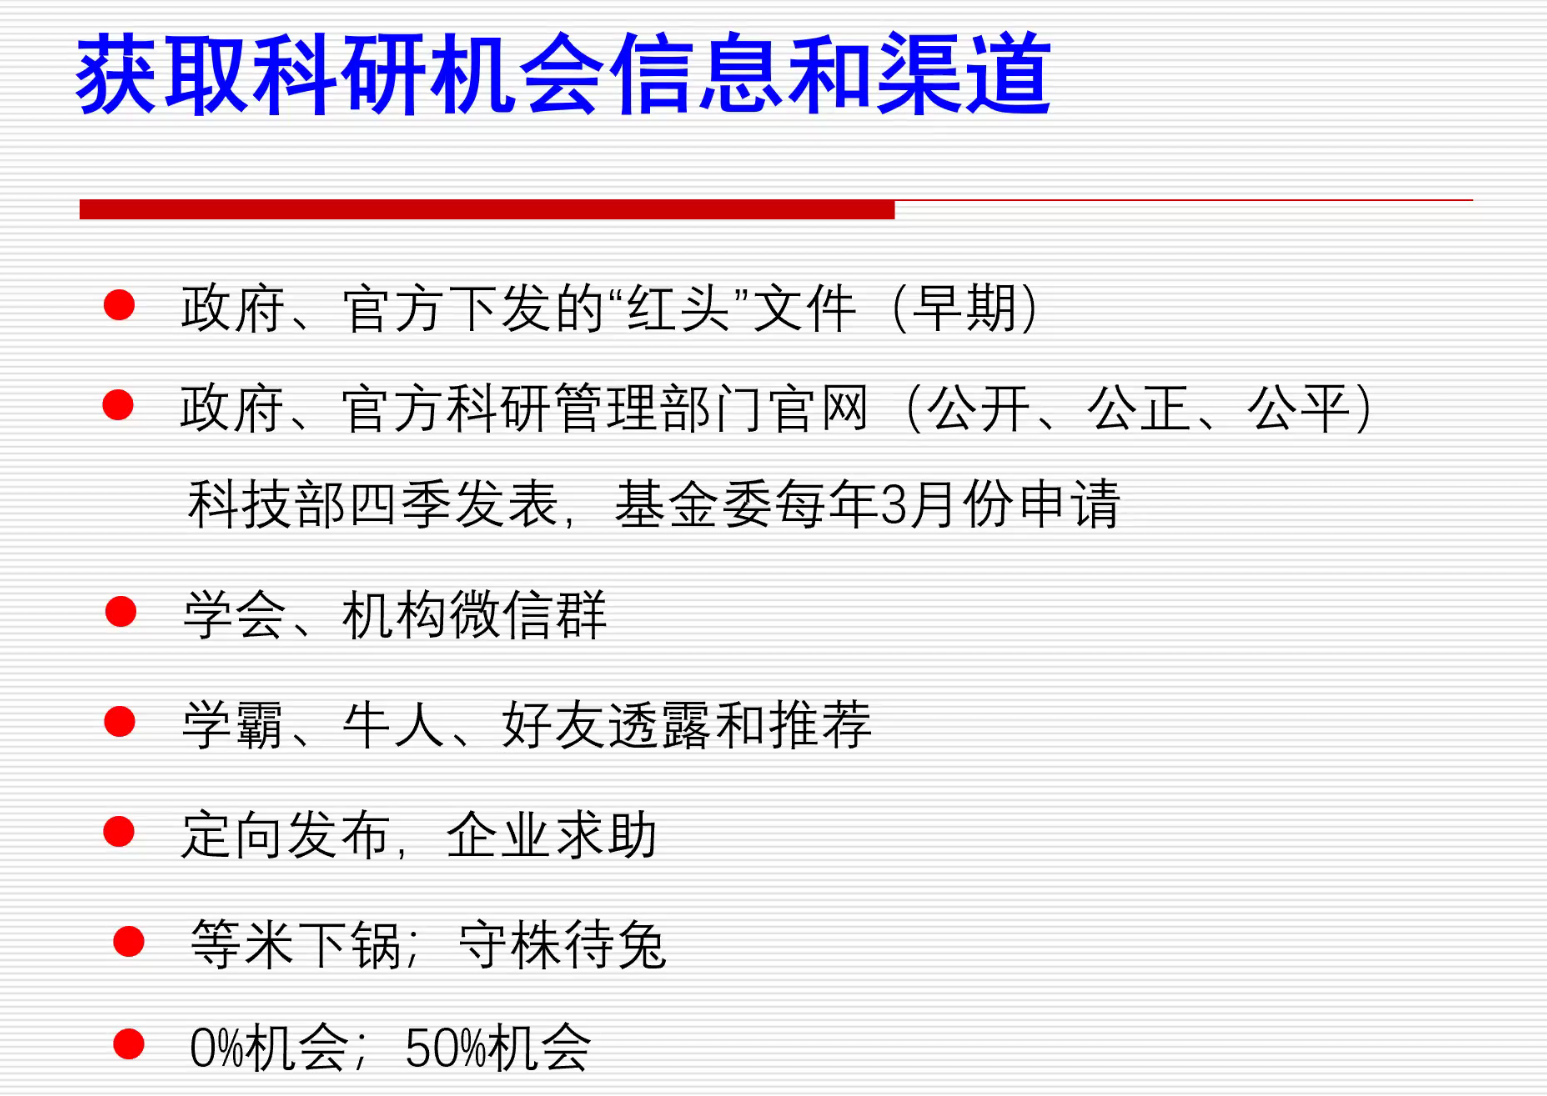 获取科研机会信息和渠道
政府、官方下发的“红头”文件（早期）
政府、官方科研管理部门官网（公开、公正、公平）
科技部四季发表，基金委每年3月份申请
学会、机构微信群
学霸、牛人、好友透露和推荐
定向发布，企业求助
等米下锅；守株待兔
0%机会；50%机会